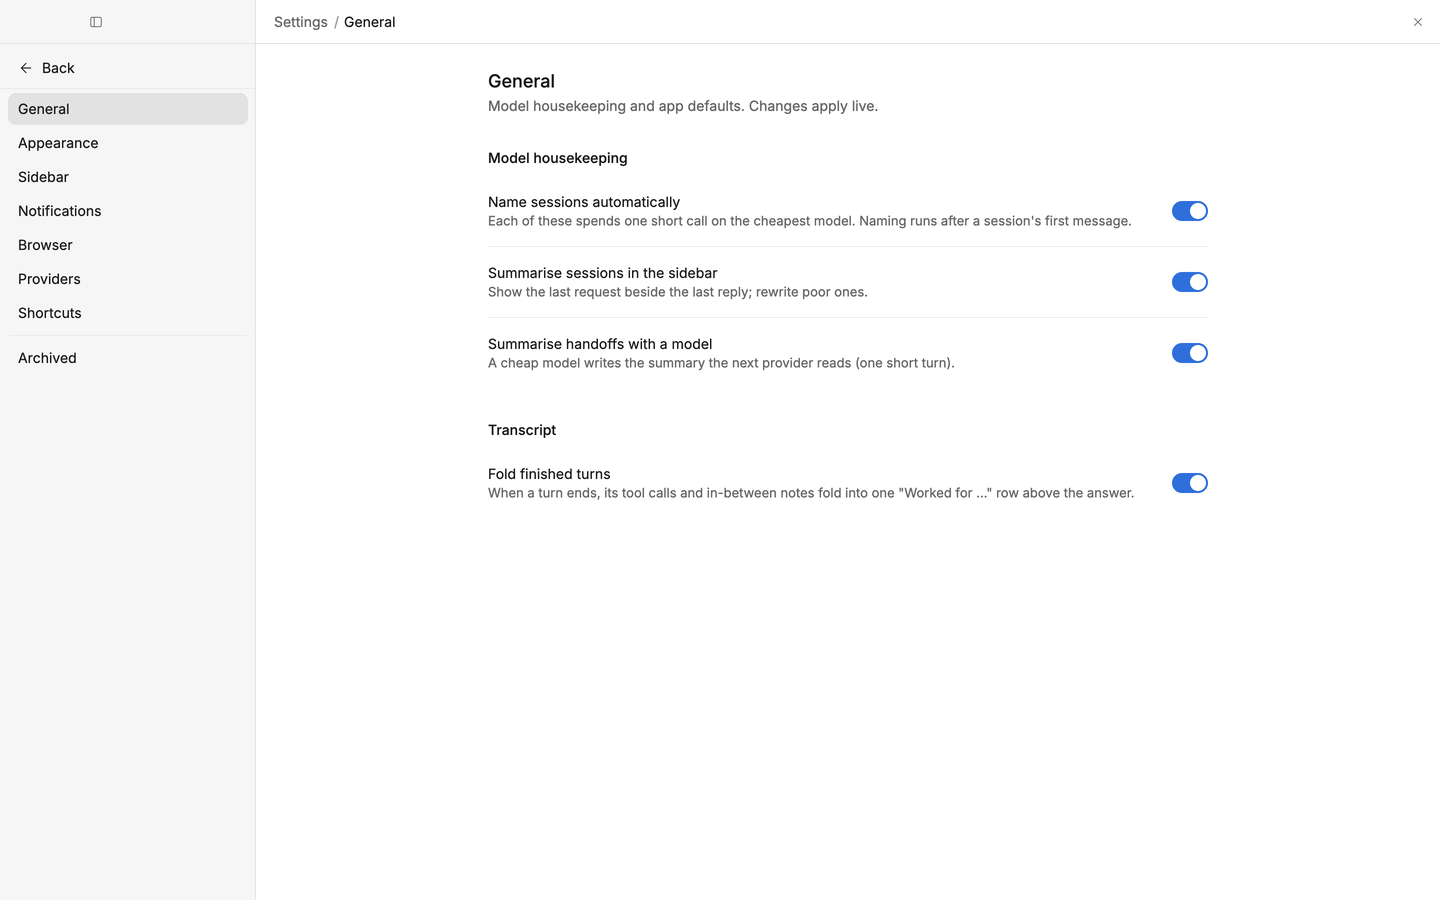 Settings / General
Back
General
Appearance
Sidebar
Notifications
Browser
Providers
Shortcuts
Archived
General
Model housekeeping and app defaults. Changes apply live.
Model housekeeping
Name sessions automatically
Each of these spends one short call on the cheapest model. Naming runs after a session's first message.
Summarise sessions in the sidebar
Show the last request beside the last reply; rewrite poor ones.
Summarise handoffs with a model
A cheap model writes the summary the next provider reads (one short turn).
Transcript
Fold finished turns
When a turn ends, its tool calls and in-between notes fold into one "Worked for ..." row above the answer.